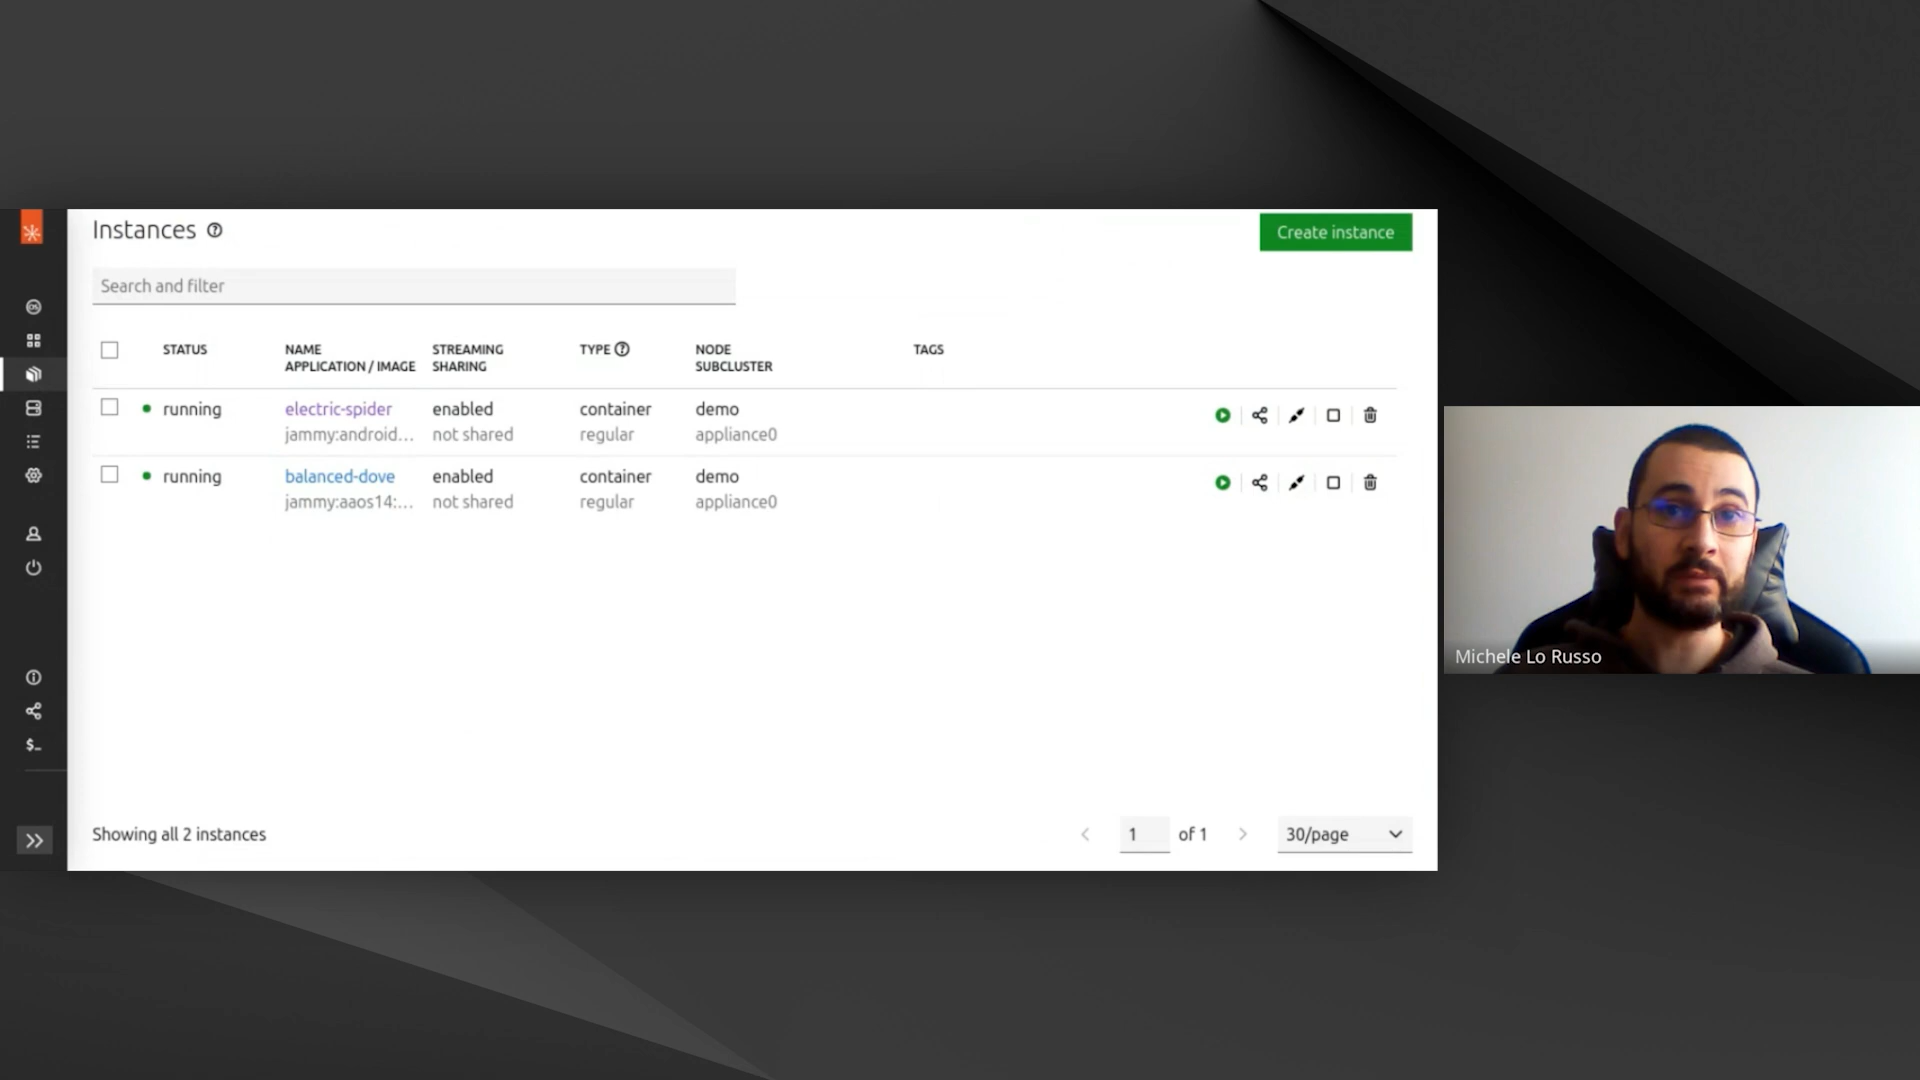 Instances
Create instance
Search and filter
STATUS NAME STREAMING TYPE NODE TAGS
APPLICATION / IMAGE SHARING SUBCLUSTER
running electric-spider enabled container demo
jammy:android... not shared regular appliance0
running balanced-dove enabled container demo
jammy:aaos14:... not shared regular appliance0
Michele Lo Russo
$_
Showing all 2 instances 1 of 1 30/page